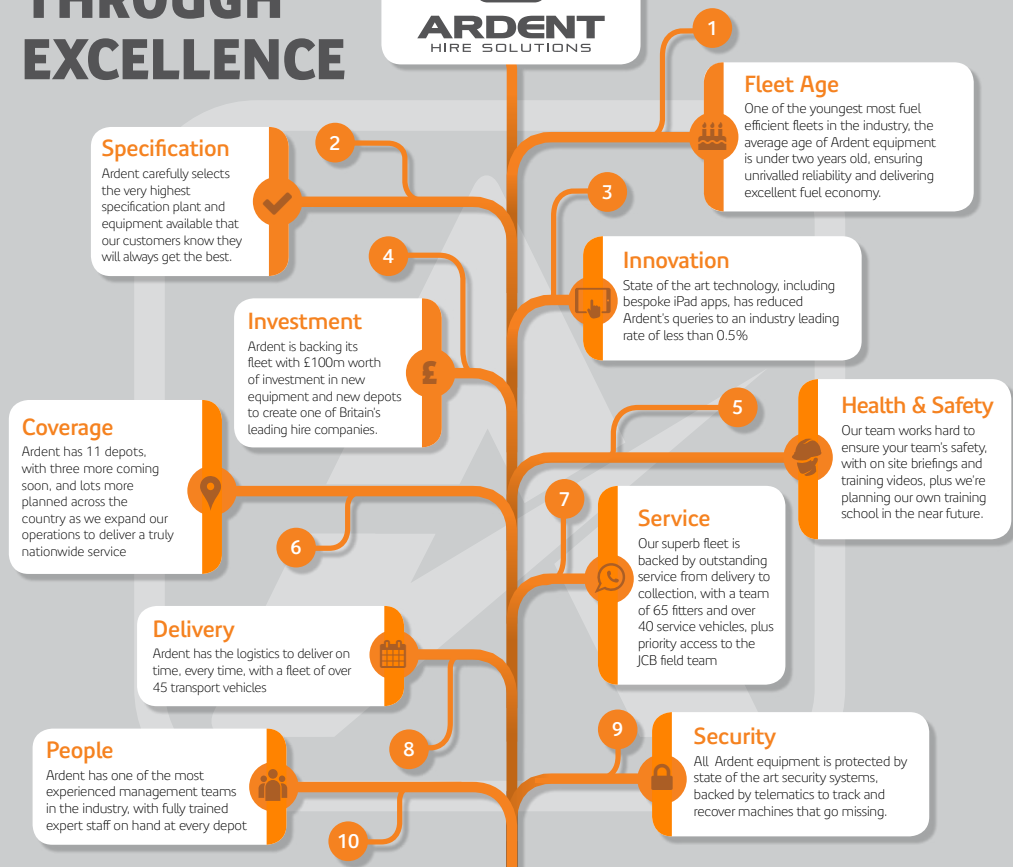 THROUGH
EXCELLENCE
ARDENT
HIRE SOLUTIONS
1
Fleet Age
One of the youngest most fuel
efficient fleets in the industry, the
average age of Ardent equipment
is under two years old, ensuring
unrivalled reliability and delivering
excellent fuel economy.
2
Specification
Ardent carefully selects
the very highest
specification plant and
equipment available that
our customers know they
will always get the best.
3
Innovation
State of the art technology, including
bespoke iPad apps, has reduced
Ardent's queries to an industry leading
rate of less than 0.5%
4
Investment
Ardent is backing its
fleet with £100m worth
of investment in new
equipment and new depots
to create one of Britain's
leading hire companies.
£
5
Health & Safety
Our team works hard to
ensure your team's safety,
with on site briefings and
training videos, plus we're
planning our own training
school in the near future.
6
Coverage
Ardent has 11 depots,
with three more coming
soon, and lots more
planned across the
country as we expand our
operations to deliver a truly
nationwide service
7
Service
Our superb fleet is
backed by outstanding
service from delivery to
collection, with a team
of 65 fitters and over
40 service vehicles, plus
priority access to the
JCB field team
8
Delivery
Ardent has the logistics to deliver on
time, every time, with a fleet of over
45 transport vehicles
9
Security
All Ardent equipment is protected by
state of the art security systems,
backed by telematics to track and
recover machines that go missing.
10
People
Ardent has one of the most
experienced management teams
in the industry, with fully trained
expert staff on hand at every depot